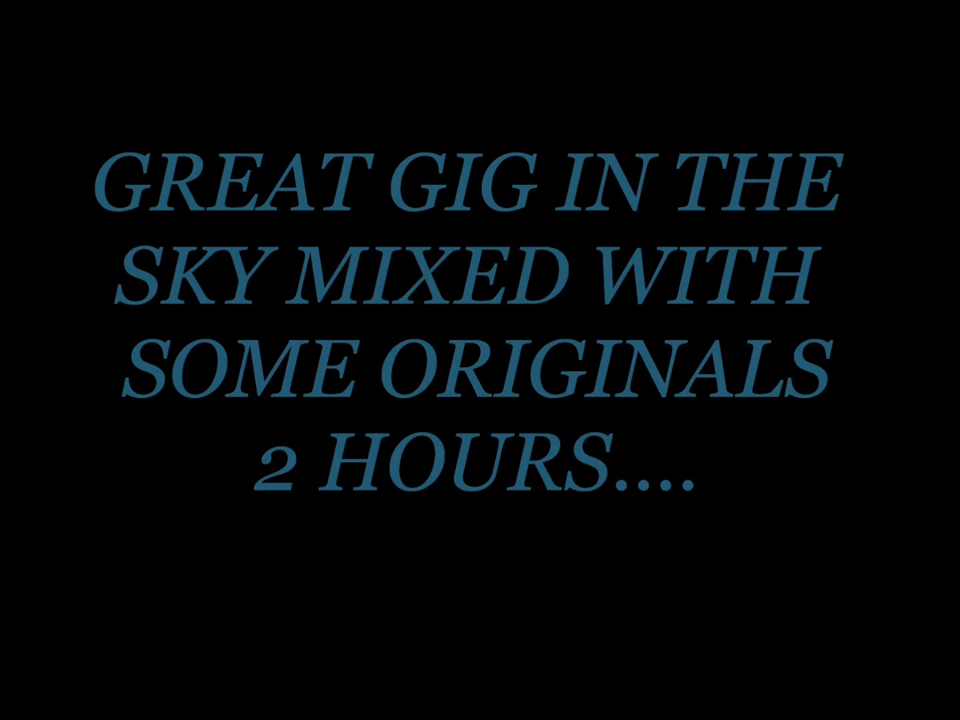 GREAT GIG IN THE
SKY MIXED WITH
SOME ORIGINALS
2 HOURS....